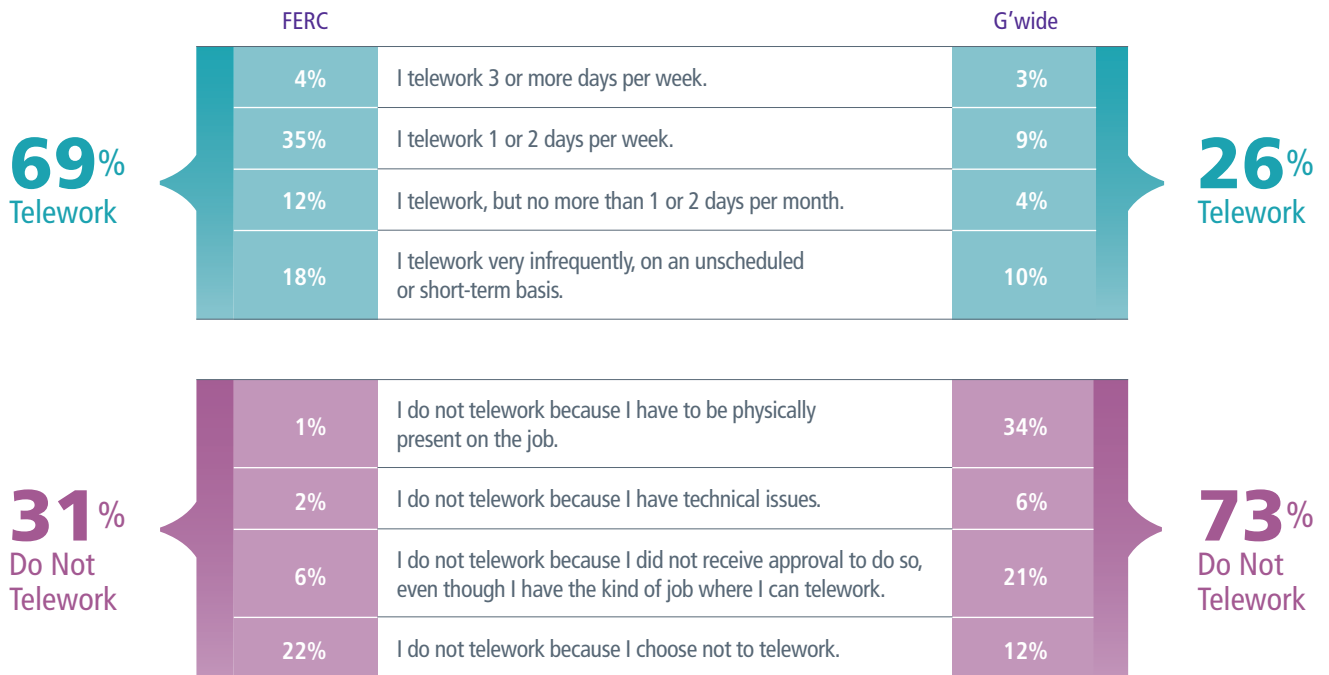 FERC G’wide
4% I telework 3 or more days per week. 3%
35% I telework 1 or 2 days per week. 9%
69%
Telework
26%
Telework
12% I telework, but no more than 1 or 2 days per month. 4%
18% I telework very infrequently, on an unscheduled
or short-term basis. 10%
1% I do not telework because I have to be physically
present on the job. 34%
2% I do not telework because I have technical issues. 6%
31%
Do Not
Telework
73%
Do Not
Telework
6% I do not telework because I did not receive approval to do so,
even though I have the kind of job where I can telework. 21%
22% I do not telework because I choose not to telework. 12%